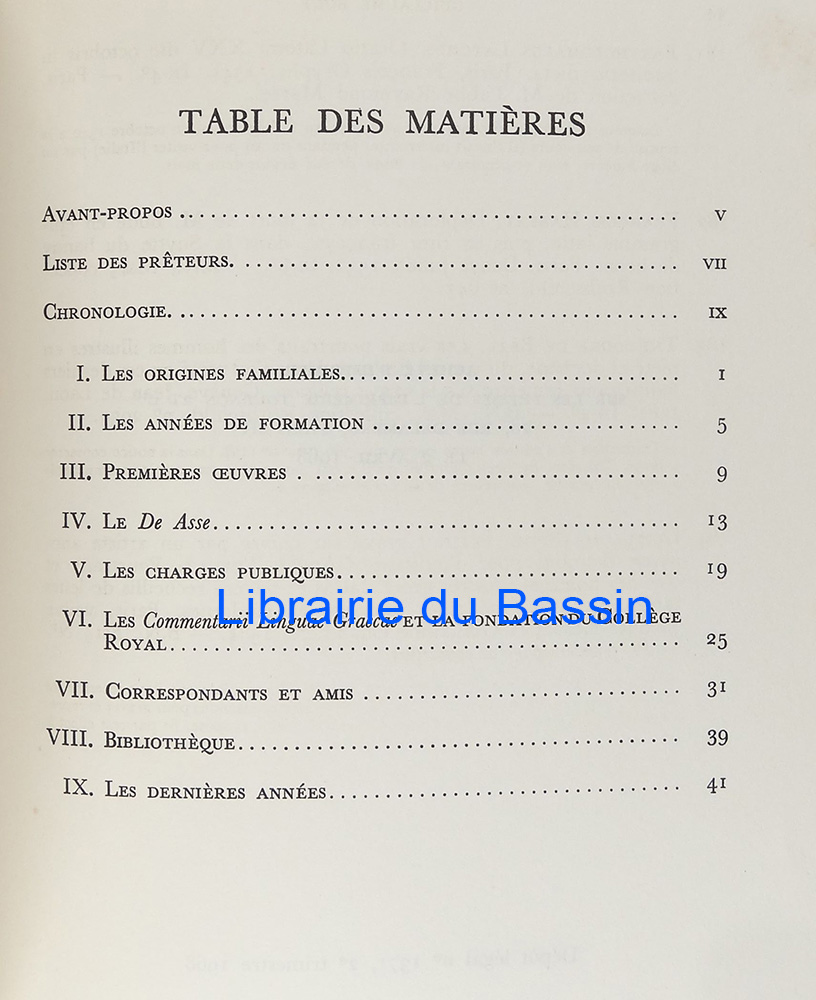 TABLE DES MATIÈRES
AVANT-PROPOS ........................................ V
LISTE DES PRÊTEURS. ................................. VII
CHRONOLOGIE. ........................................ IX
I. LES ORIGINES FAMILIALES............................. 1
II. LES ANNÉES DE FORMATION ........................... 5
III. PREMIÈRES ŒUVRES . ............................... 9
IV. LE De Asse......................................... 13
V. LES CHARGES PUBLIQUES............................... 19
Librairie du Bassin
VI. LES Commentarii Linguae Graecae ET LA FONDATION DU COLLÈGE
ROYAL.................................................. 25
VII. CORRESPONDANTS ET AMIS ........................... 31
VIII. BIBLIOTHÈQUE..................................... 39
IX. LES DERNIÈRES ANNÉES............................... 41